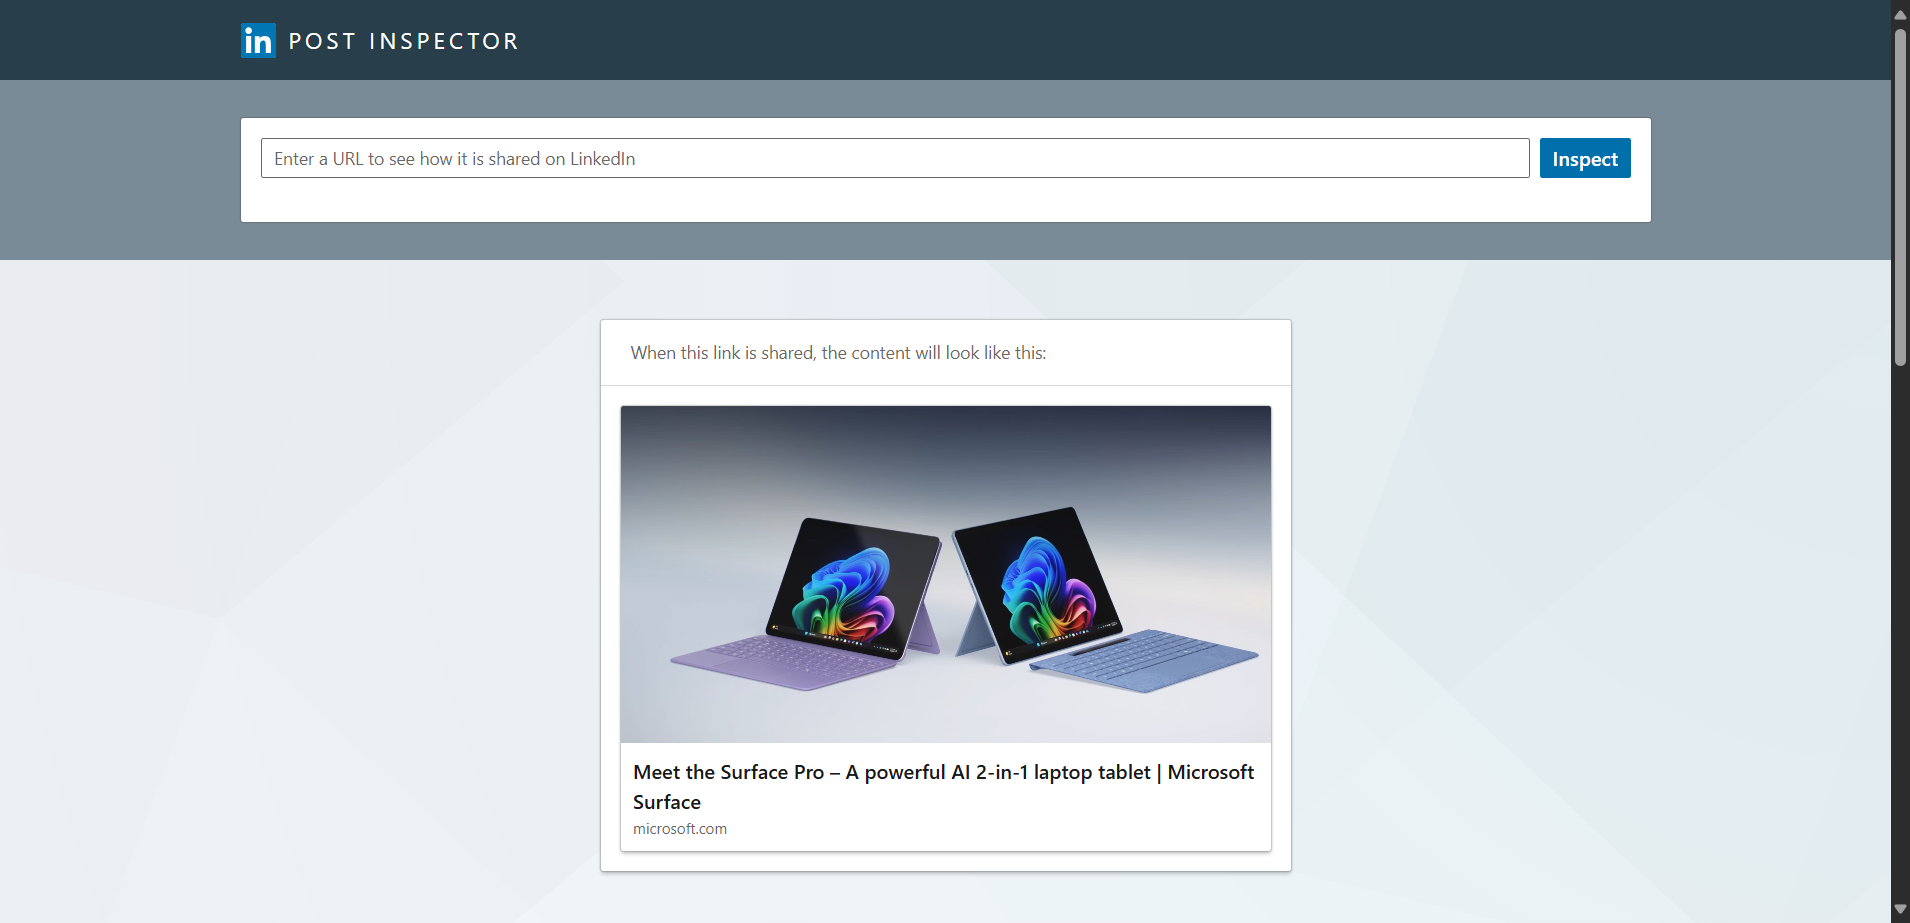 in POST INSPECTOR
Enter a URL to see how it is shared on LinkedIn
Inspect
When this link is shared, the content will look like this:
Meet the Surface Pro – A powerful AI 2-in-1 laptop tablet | Microsoft
Surface
microsoft.com